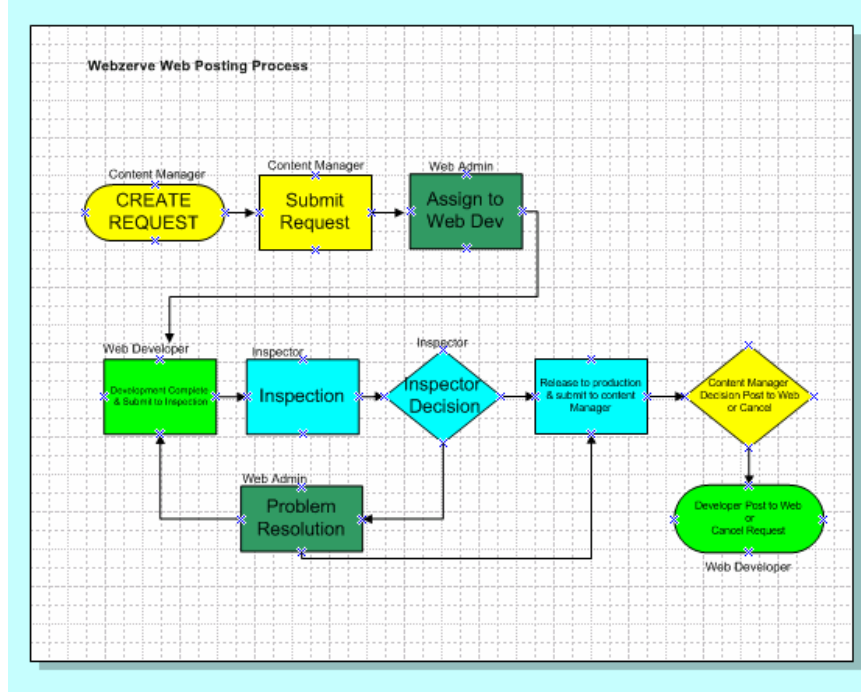 Webzerve Web Posting Process
Content Manager
CREATE
REQUEST
Content Manager
Submit
Request
Web Admin
Assign to
Web Dev
Web Developer
Development Complete
& Submit to Inspection
Inspector
Inspection
Inspector
Inspector
Decision
Release to production
& submit to content
Manager
Content Manager
Decision Post to Web
or Cancel
Web Admin
Problem
Resolution
Developer Post to Web
or
Cancel Request
Web Developer